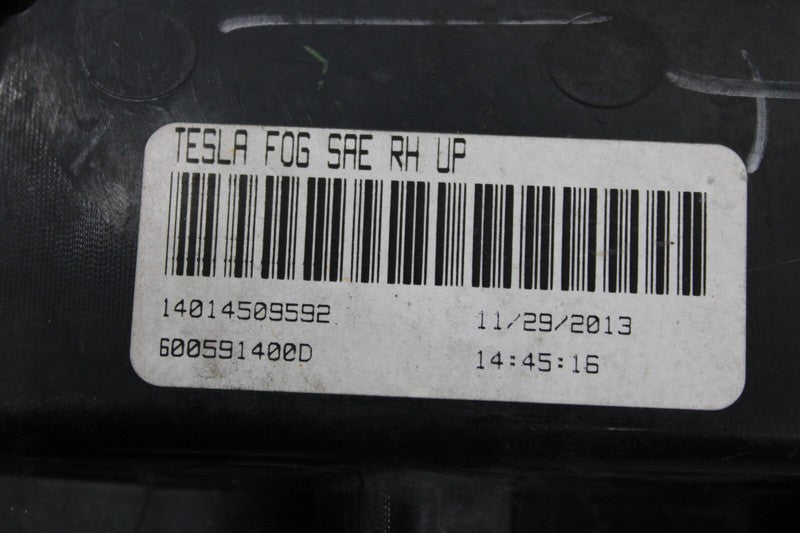 TESLA FOG SAE RH UP
14014509592 11/29/2013
600591400D 14:45:16